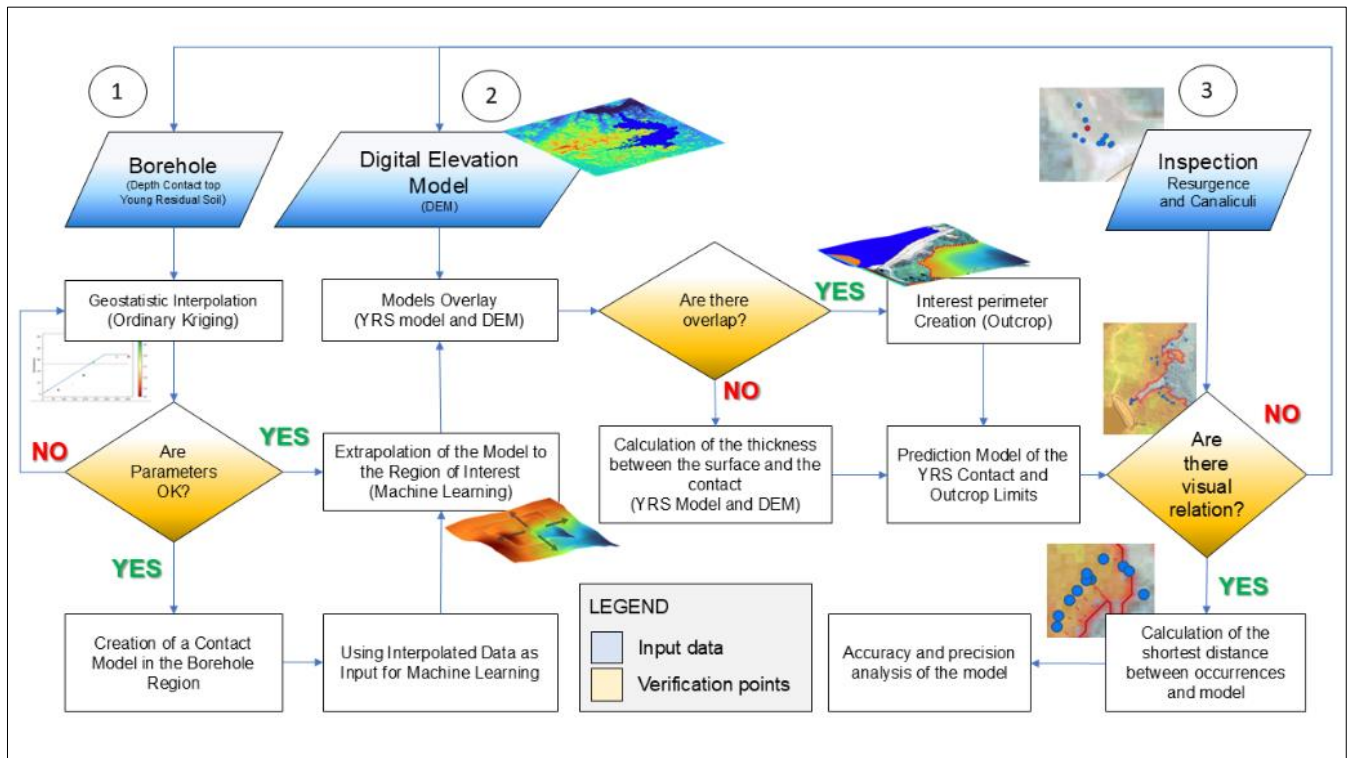 1
2
3
Borehole
(Depth Contact top
Young Residual Soil)
Digital Elevation
Model
(DEM)
Inspection
Resurgence
and Canaliculi
Geostatistic Interpolation
(Ordinary Kriging)
Models Overlay
(YRS model and DEM)
Are there
overlap?
YES
Interest perimeter
Creation (Outcrop)
NO
NO
Are
Parameters
OK?
YES
NO
YES
Extrapolation of the Model to
the Region of Interest
(Machine Learning)
Calculation of the thickness
between the surface and the
contact
(YRS Model and DEM)
Prediction Model of the
YRS Contact and
Outcrop Limits
Are
there
visual
relation?
YES
Creation of a Contact
Model in the Borehole
Region
Using Interpolated Data as
Input for Machine Learning
LEGEND
Input data
Verification points
Accuracy and precision
analysis of the model
Calculation of the
shortest distance
between occurrences
and model